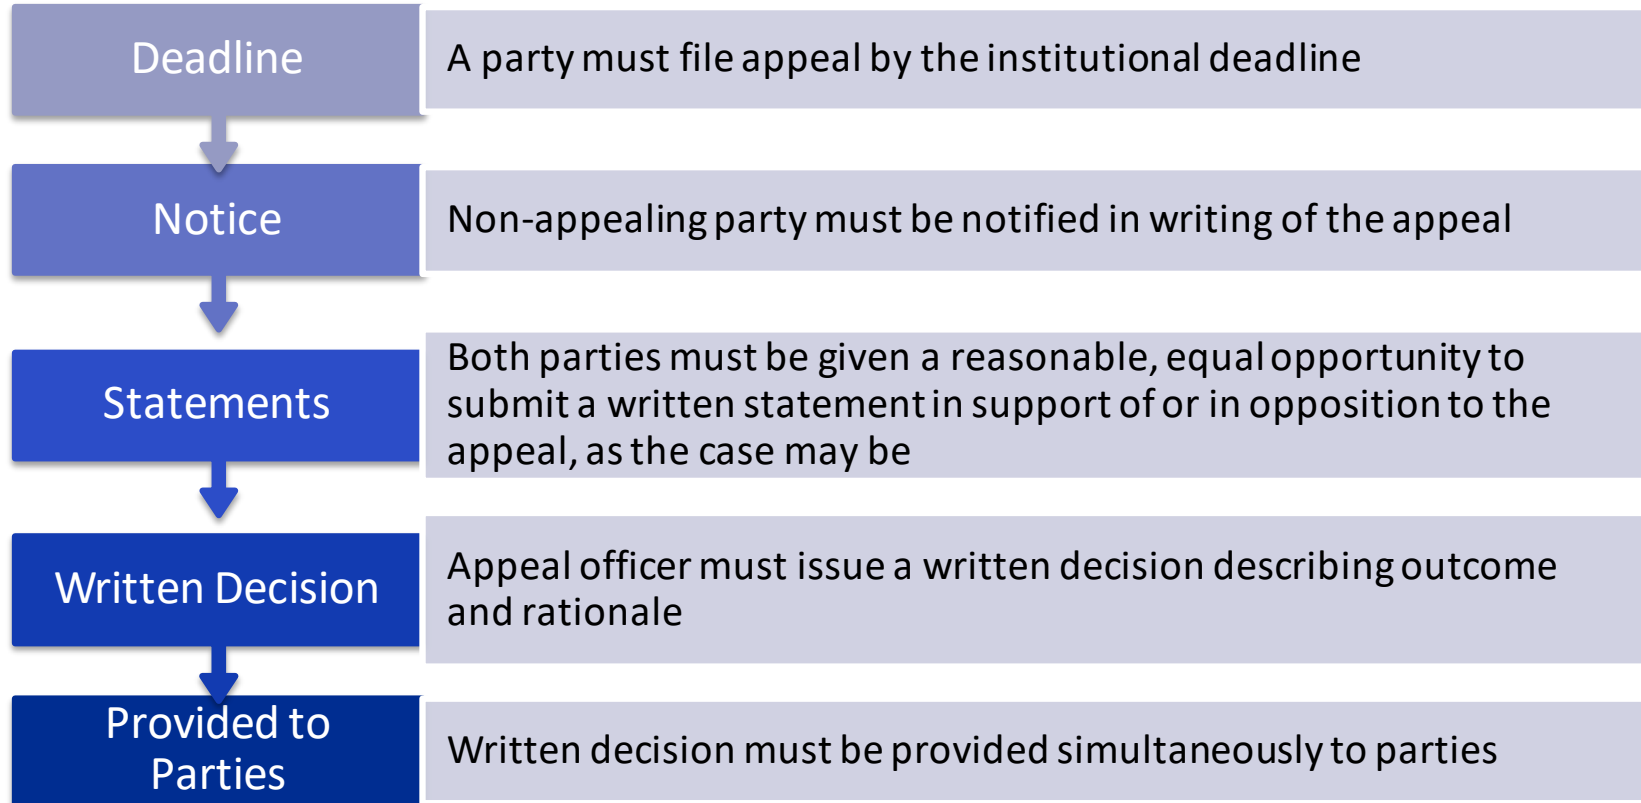 Deadline
A party must file appeal by the institutional deadline
Notice
Non-appealing party must be notified in writing of the appeal
Statements
Both parties must be given a reasonable, equal opportunity to
submit a written statement in support of or in opposition to the
appeal, as the case may be
Written Decision
Appeal officer must issue a written decision describing outcome
and rationale
Provided to
Parties
Written decision must be provided simultaneously to parties